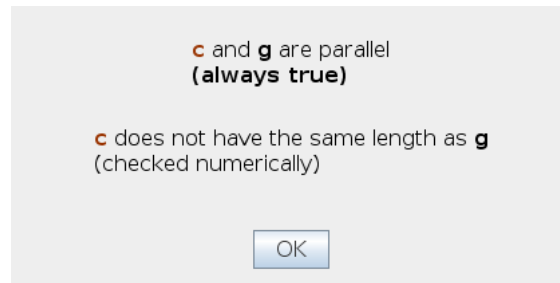 c and g are parallel
(always true)
c does not have the same length as g
(checked numerically)
OK